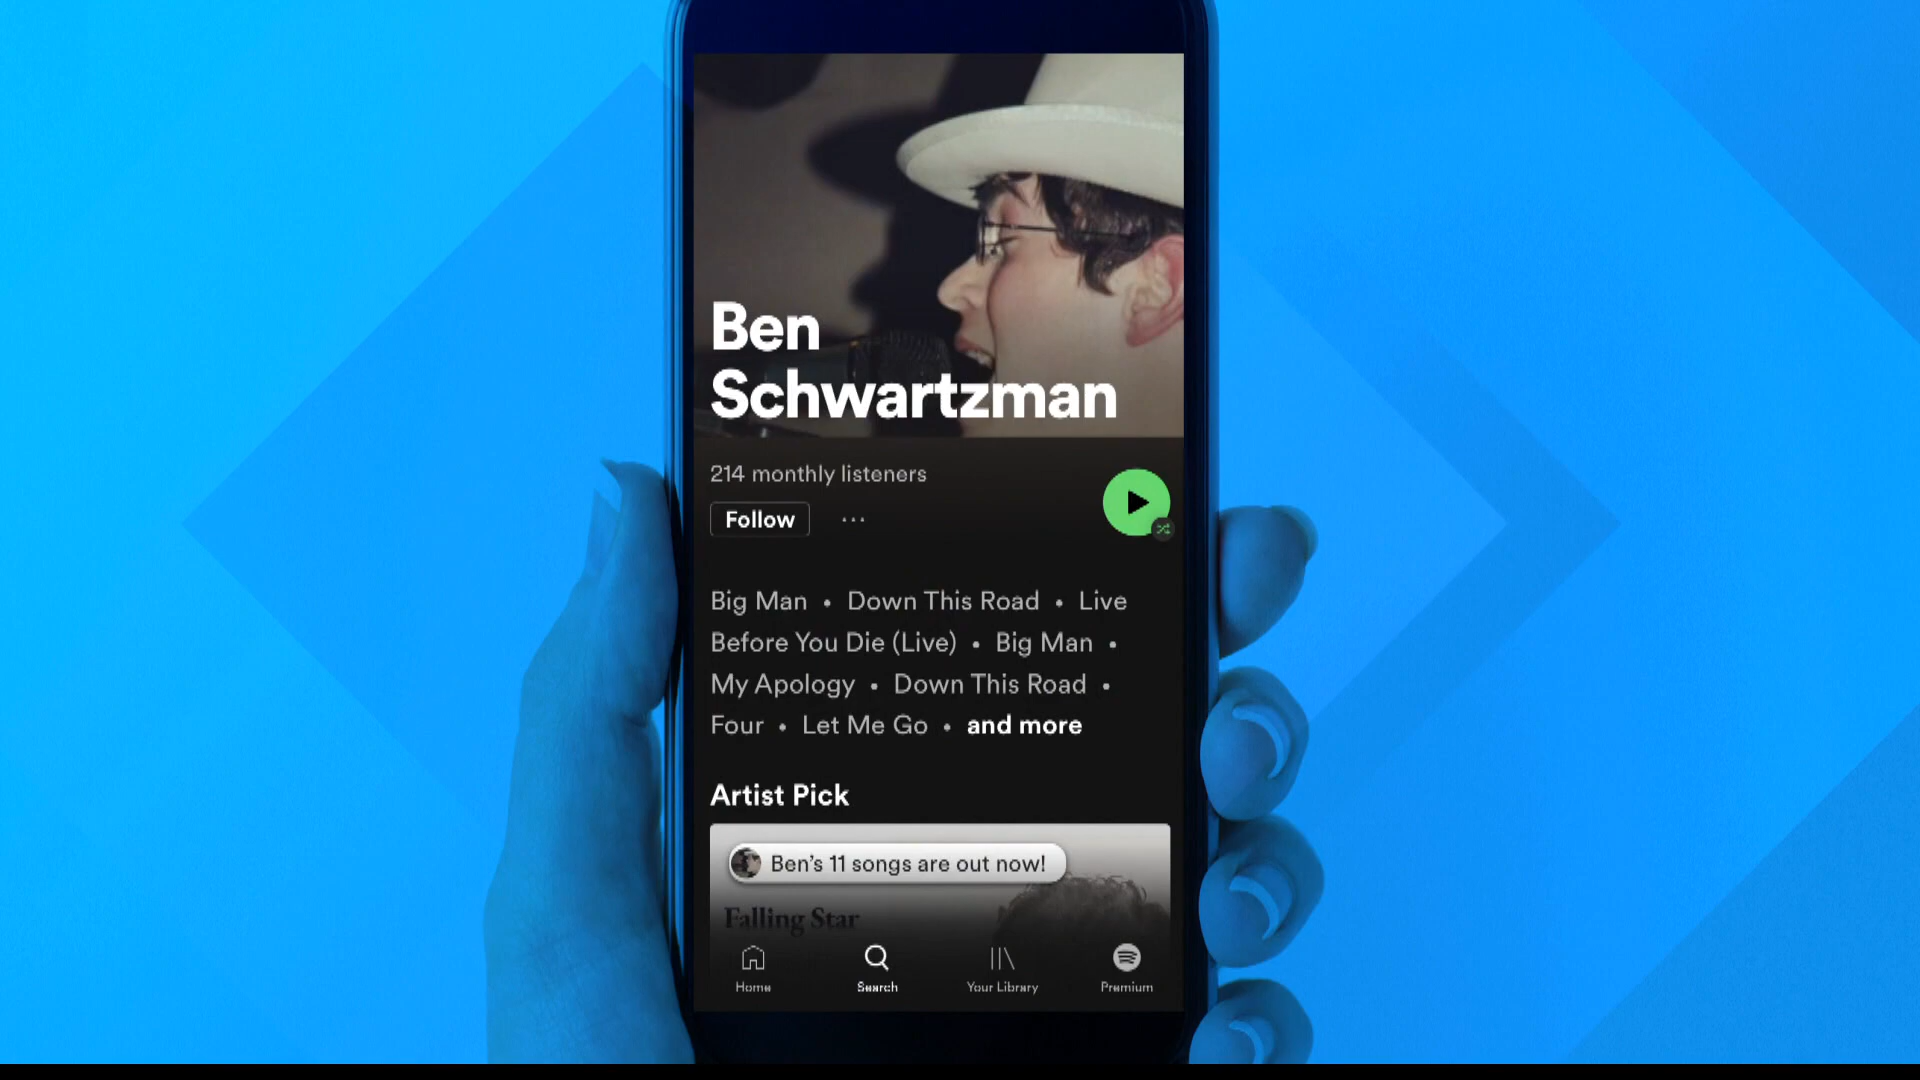 Ben
Schwartzman
214 monthly listeners
Follow
Big Man • Down This Road • Live
Before You Die (Live) • Big Man •
My Apology • Down This Road •
Four • Let Me Go • and more
Artist Pick
Ben's 11 songs are out now!
Falling Star
Home
Search
Your Library
Premium